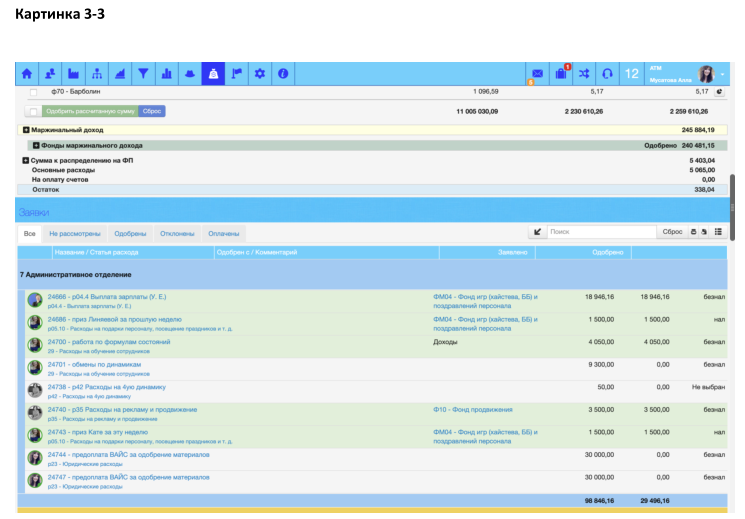 Картинка 3-3
1
12
АТМ
Мусатова Алла
ф70 - Барболин 1 096,59 5,17 5,17
Одобрить рассчитанную сумму Сброс 11 005 030,09 2 230 610,26 2 259 610,26
Маржинальный доход 245 884,19
Фонды маржинального дохода Одобрено 240 481,15
Сумма к распределению на ФП 5 403,04
Основные расходы 5 065,00
На оплату счетов 0,00
Остаток 338,04
Заявки
Все Не рассмотрены Одобрены Отклонены Оплачены Поиск Сброс
Название / Статья расхода Одобрен с / Комментарий Заявлено Одобрено
7 Административное отделение
24666 - р04.4 Выплата зарплаты (У. Е.) ФМ04 - Фонд игр (хайстева, ББ) и 18 946,16 18 946,16 безнал
р04.4 - Выплата зарплаты (У. Е.) поздравлений персонала
24686 - приз Линяевой за прошлую неделю ФМ04 - Фонд игр (хайстева, ББ) и 1 500,00 1 500,00 нал
р05.10 - Расходы на подарки персоналу, посещение праздников и т. д. поздравлений персонала
24700 - работа по формулам состояний Доходы 4 050,00 4 050,00 безнал
29 - Расходы на обучение сотрудников
24701 - обмены по динамикам 9 300,00 0,00 безнал
29 - Расходы на обучение сотрудников
24738 - р42 Расходы на 4ую динамику 50,00 0,00 Не выбран
р42 - Расходы на 4ую динамику
24740 - р35 Расходы на рекламу и продвижение Ф10 - Фонд продвижения 3 500,00 3 500,00 безнал
р35 - Расходы на рекламу и продвижение
24743 - приз Кате за эту неделю ФМ04 - Фонд игр (хайстева, ББ) и 1 500,00 1 500,00 нал
р05.10 - Расходы на подарки персоналу, посещение праздников и т. д. поздравлений персонала
24744 - предоплата ВАЙС за одобрение материалов 30 000,00 0,00 безнал
р23 - Юридические расходы
24747 - предоплата ВАЙС за одобрение материалов 30 000,00 0,00 безнал
р23 - Юридические расходы
98 846,16 29 496,16